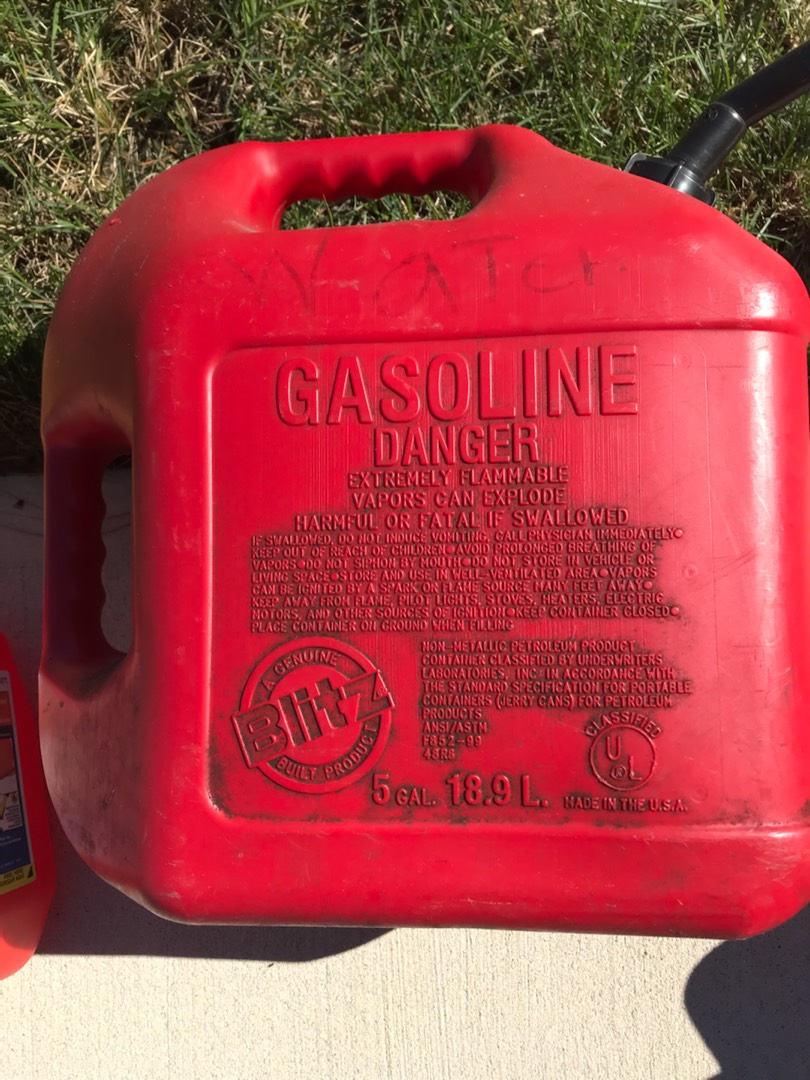 Water
GASOLINE
DANGER
EXTREMELY FLAMMABLE
VAPORS CAN EXPLODE
HARMFUL OR FATAL IF SWALLOWED
IF SWALLOWED, DO NOT INDUCE VOMITING, CALL PHYSICIAN IMMEDIATELY•
KEEP OUT OF REACH OF CHILDREN•AVOID PROLONGED BREATHING OF
VAPORS•DO NOT SIPHON BY MOUTH•DO NOT STORE IN VEHICLE OR
LIVING SPACE•STORE AND USE IN WELL-VENTILATED AREA•VAPORS
CAN BE IGNITED BY A SPARK OR FLAME SOURCE MANY FEET AWAY•
KEEP AWAY FROM FLAME, PILOT LIGHTS, STOVES, HEATERS, ELECTRIC
MOTORS, AND OTHER SOURCES OF IGNITION•KEEP CONTAINER CLOSED•
PLACE CONTAINER ON GROUND WHEN FILLING
A GENUINE
Blitz
BUILT PRODUCT
NON-METALLIC PETROLEUM PRODUCT
CONTAINER CLASSIFIED BY UNDERWRITERS
LABORATORIES, INC® IN ACCORDANCE WITH
THE STANDARD SPECIFICATION FOR PORTABLE
CONTAINERS (JERRY CANS) FOR PETROLEUM
PRODUCTS
ANSI/ASTM
F852-99
48R8
CLASSIFIED
UL®
5 GAL. 18.9 L.
MADE IN THE U.S.A.